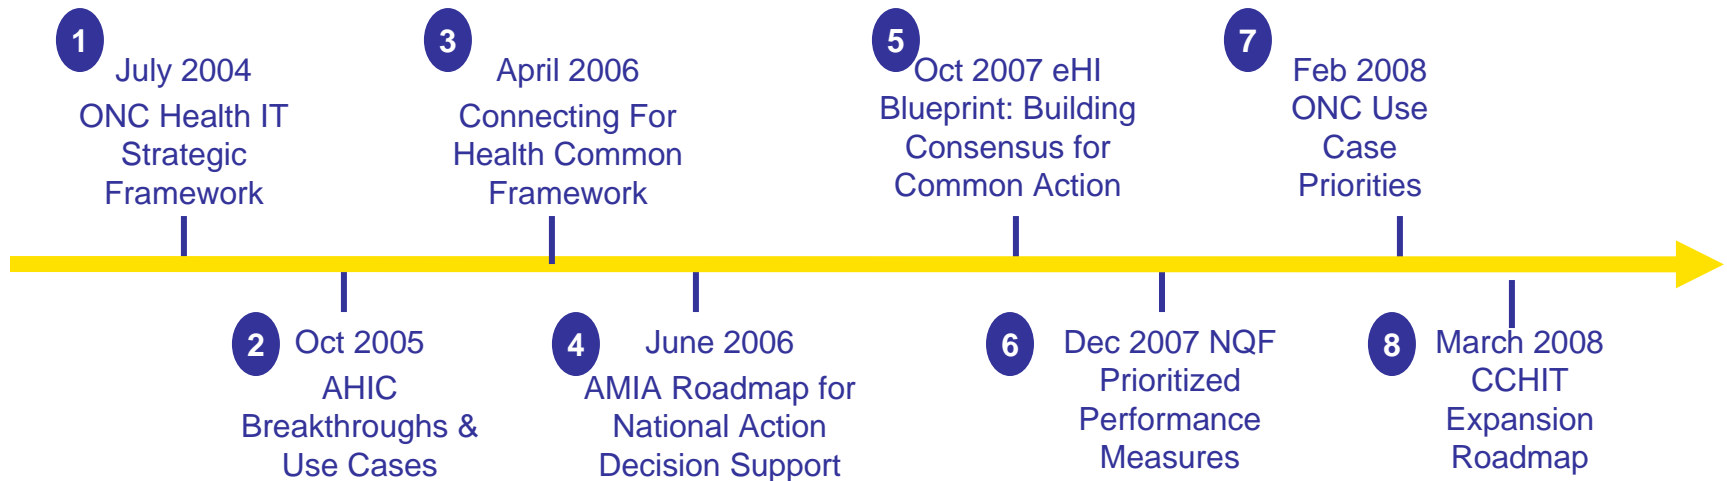 1
July 2004
ONC Health IT
Strategic
Framework
3
April 2006
Connecting For
Health Common
Framework
5
Oct 2007 eHI
Blueprint: Building
Consensus for
Common Action
7
Feb 2008
ONC Use
Case
Priorities
2
Oct 2005
AHIC
Breakthroughs &
Use Cases
4
June 2006
AMIA Roadmap for
National Action
Decision Support
6
Dec 2007 NQF
Prioritized
Performance
Measures
8
March 2008
CCHIT
Expansion
Roadmap